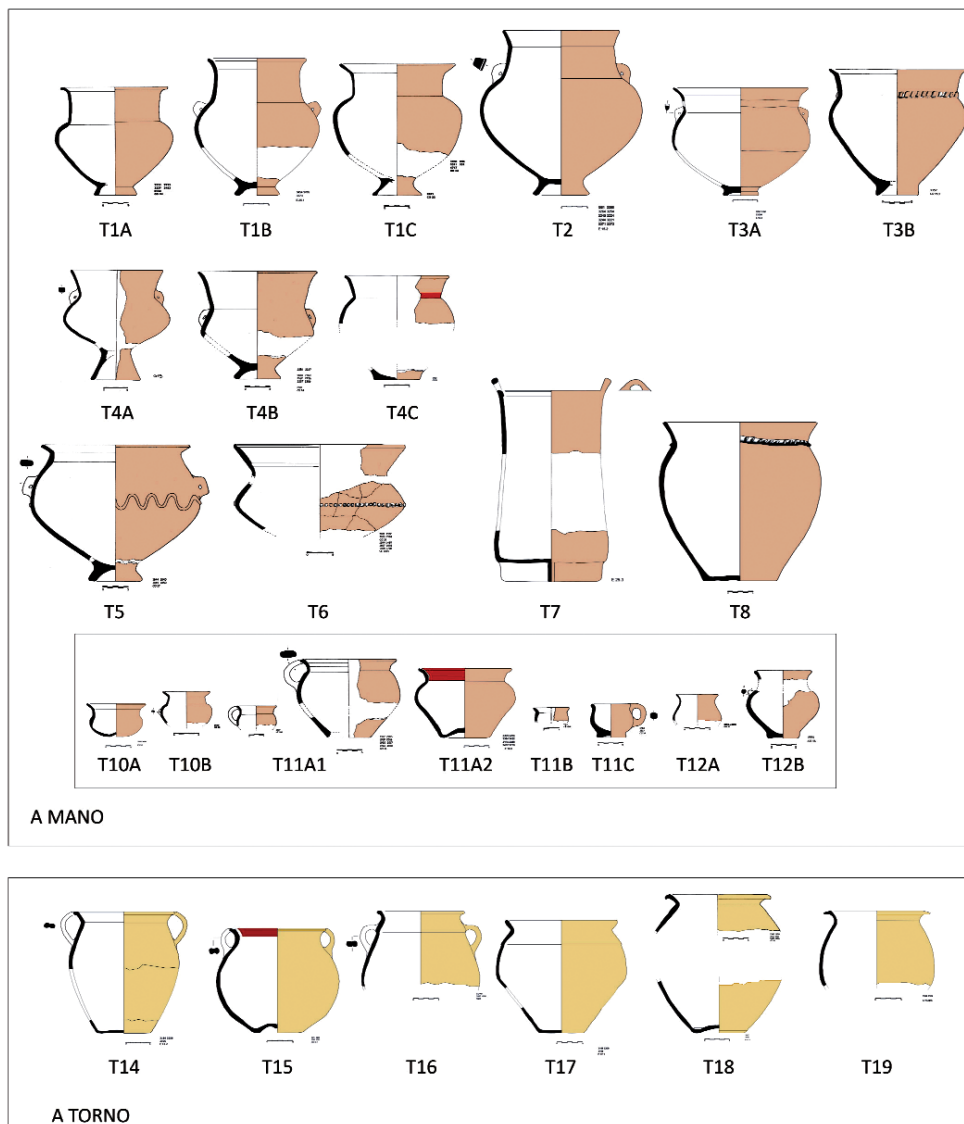 T1A T1B T1C T2 T3A T3B
T4A T4B T4C
T5 T6 T7 T8
T10A T10B T11A1 T11A2 T11B T11C T12A T12B
A MANO
T14 T15 T16 T17 T18 T19
A TORNO